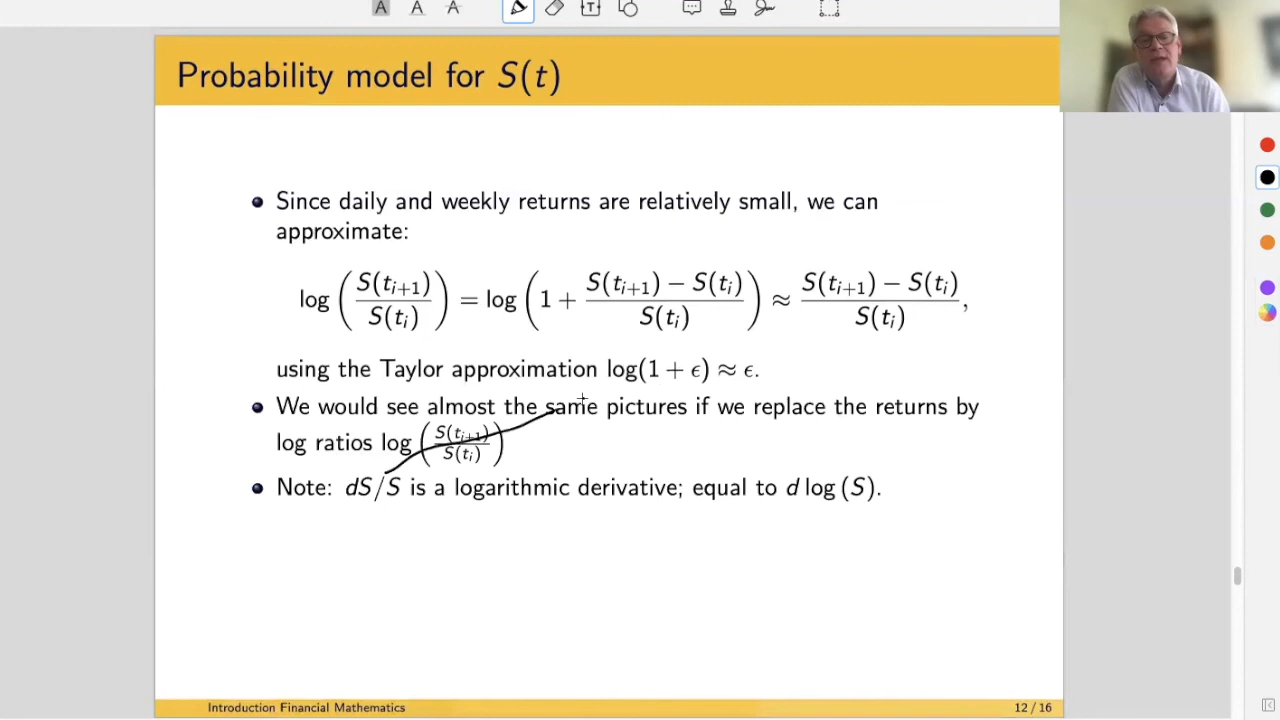 A A A T
Probability model for S(t)
Since daily and weekly returns are relatively small, we can
approximate:
log (S(t_{i+1}) / S(t_i)) = log (1 + (S(t_{i+1}) − S(t_i)) / S(t_i)) ≈ (S(t_{i+1}) − S(t_i)) / S(t_i),
using the Taylor approximation log(1 + ϵ) ≈ ϵ.
We would see almost the same pictures if we replace the returns by
log ratios log (S(t_{i+1}) / S(t_i))
Note: dS/S is a logarithmic derivative; equal to d log (S).
Introduction Financial Mathematics 12 / 16